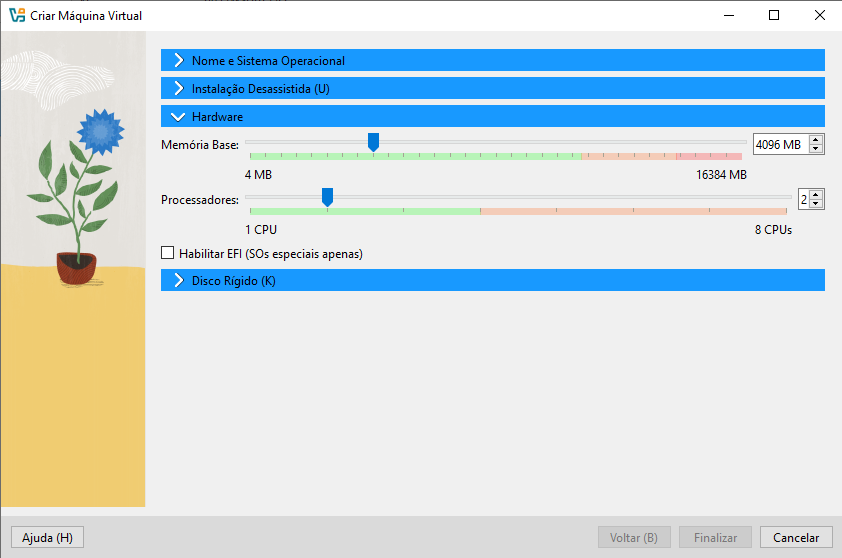 Criar Máquina Virtual
Nome e Sistema Operacional
Instalação Desassistida (U)
Hardware
Memória Base:
4096 MB
4 MB
16384 MB
Processadores:
2
1 CPU
8 CPUs
Habilitar EFI (SOs especiais apenas)
Disco Rígido (K)
Ajuda (H)
Voltar (B)
Finalizar
Cancelar